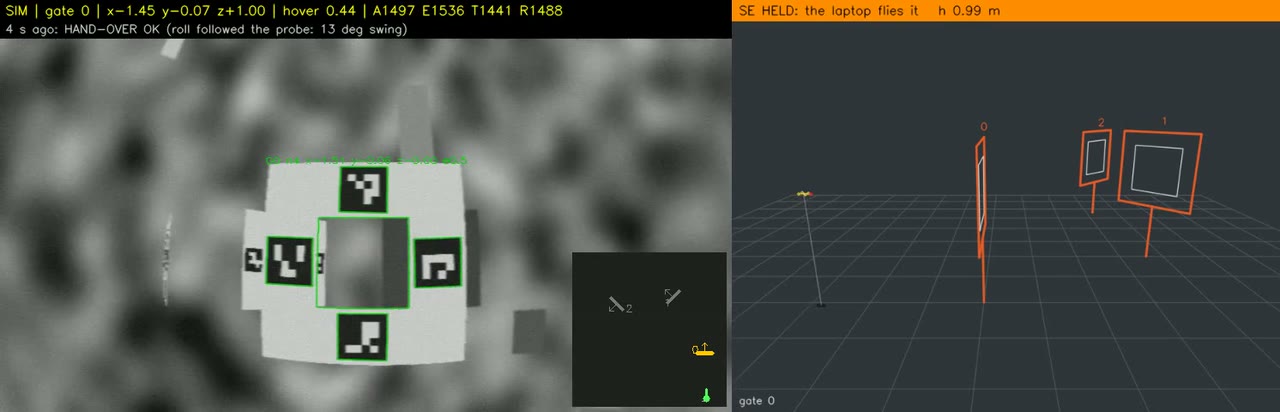 SIM | gate 0 | x-1.45 y-0.07 z+1.00 | hover 0.44 | A1497 E1536 T1441 R1488
4 s ago: HAND-OVER OK (roll followed the probe: 13 deg swing)
SE HELD: the laptop flies it h 0.99 m
0
2
1
2
0
gate 0